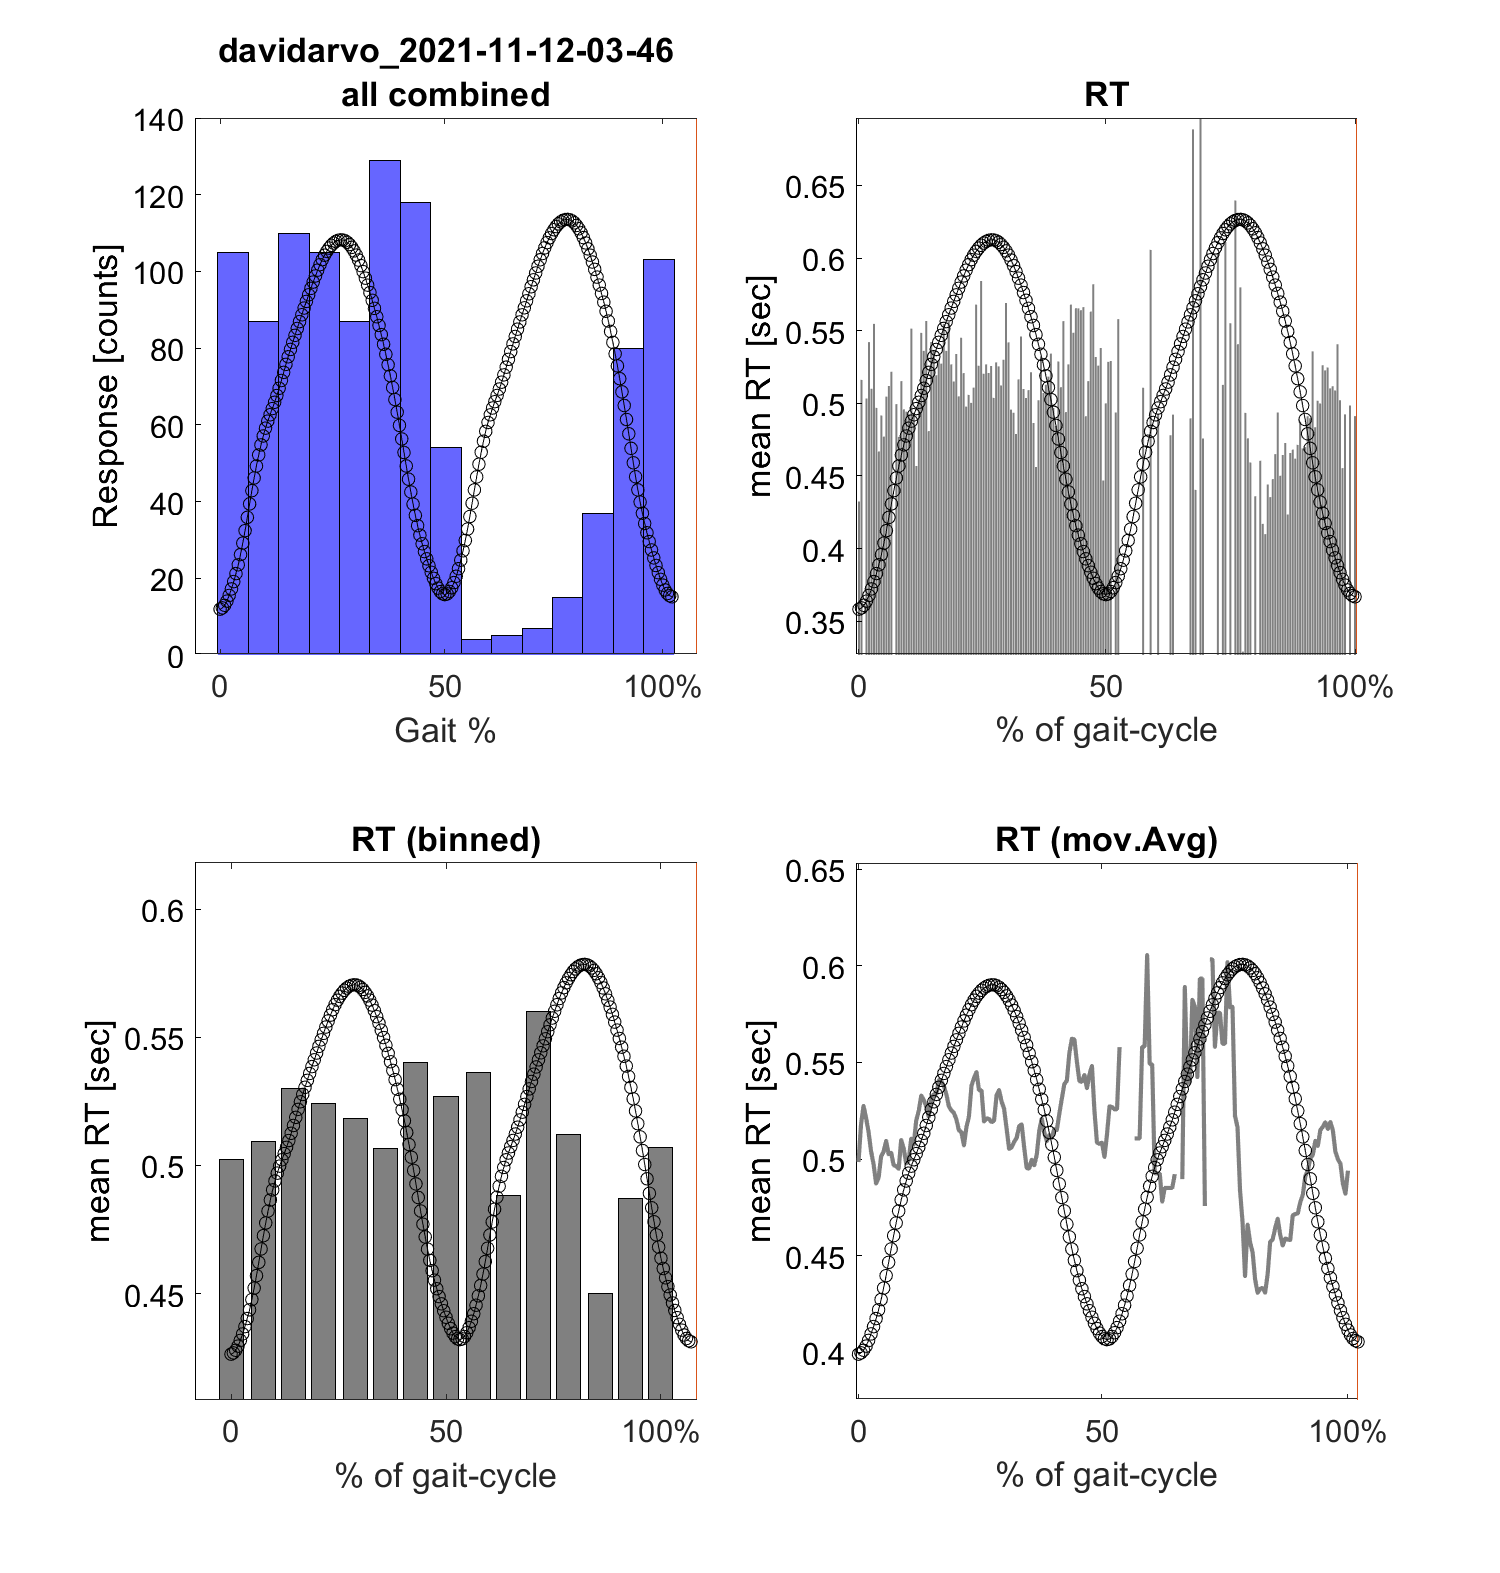 davidarvo_2021-11-12-03-46
all combined
140
120
100
80
60
40
20
0
Response [counts]
0 50 100%
Gait %
RT
0.65
0.6
0.55
0.5
0.45
0.4
0.35
mean RT [sec]
0 50 100%
% of gait-cycle
RT (binned)
0.6
0.55
0.5
0.45
mean RT [sec]
0 50 100%
% of gait-cycle
RT (mov.Avg)
0.65
0.6
0.55
0.5
0.45
0.4
mean RT [sec]
0 50 100%
% of gait-cycle